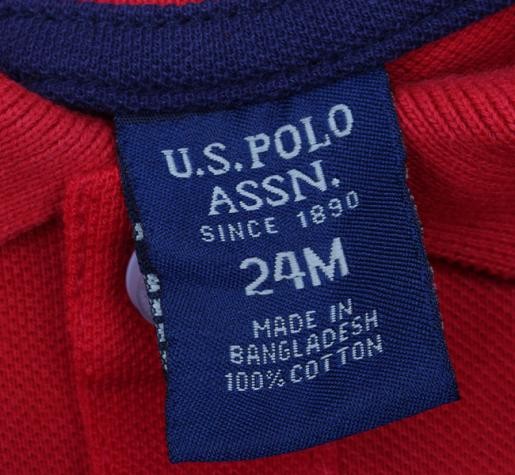 U.S. POLO
ASSN.
SINCE 1890
24M
MADE IN
BANGLADESH
100% COTTON